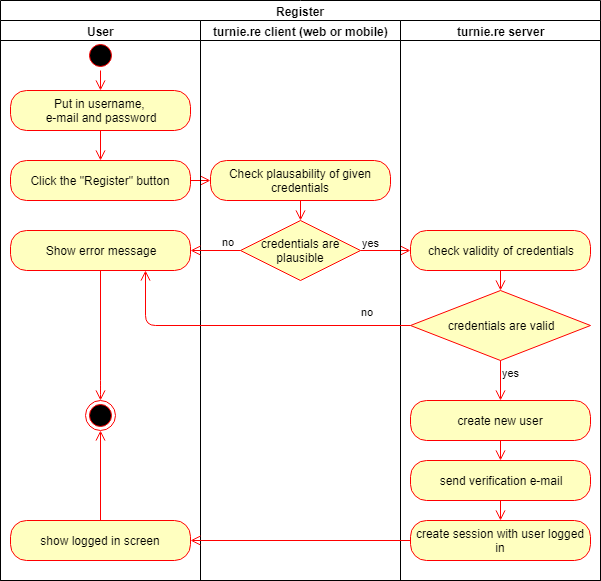 Register
User
turnie.re client (web or mobile)
turnie.re server
Put in username,
e-mail and password
Click the "Register" button
Check plausability of given
credentials
Show error message
no
credentials are
plausible
yes
check validity of credentials
no
credentials are valid
yes
create new user
send verification e-mail
show logged in screen
create session with user logged
in